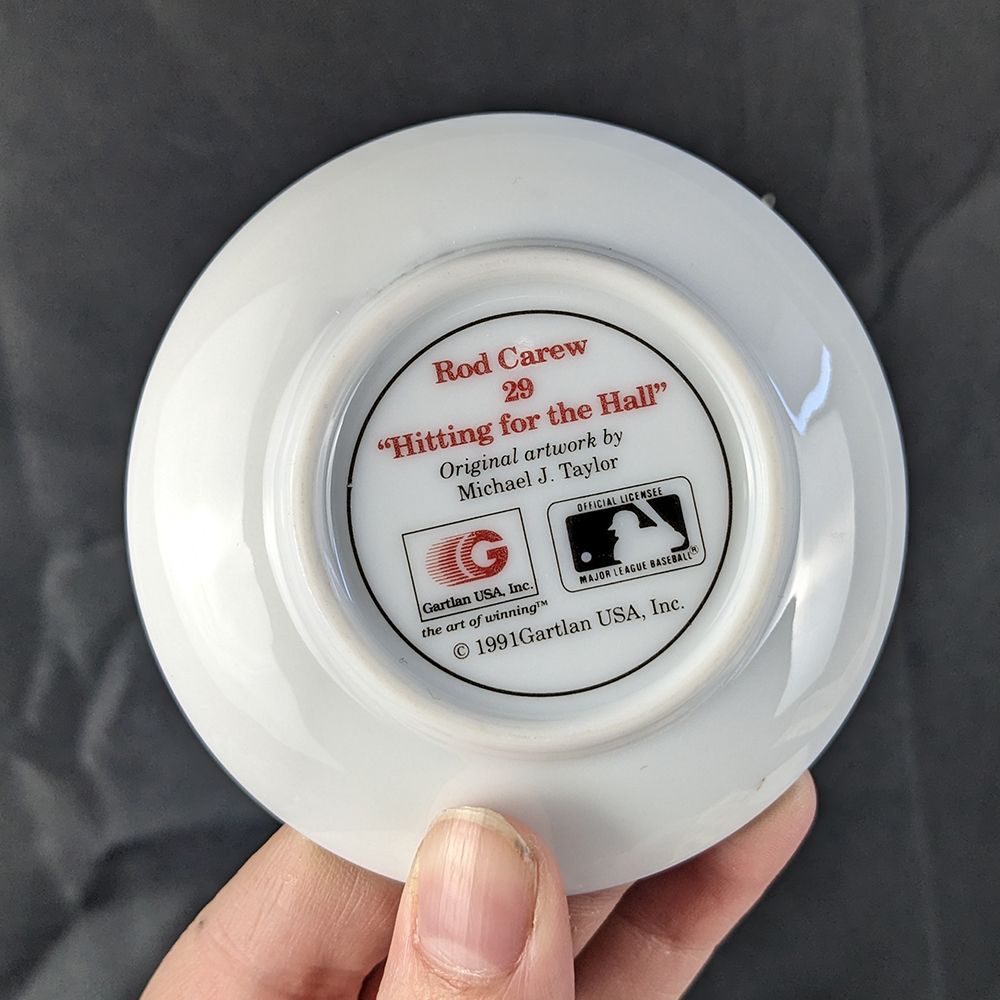 Rod Carew
29
“Hitting for the Hall”
Original artwork by
Michael J. Taylor
G
Gartlan USA, Inc.
the art of winning™
OFFICIAL LICENSEE
MAJOR LEAGUE BASEBALL®
© 1991Gartlan USA, Inc.